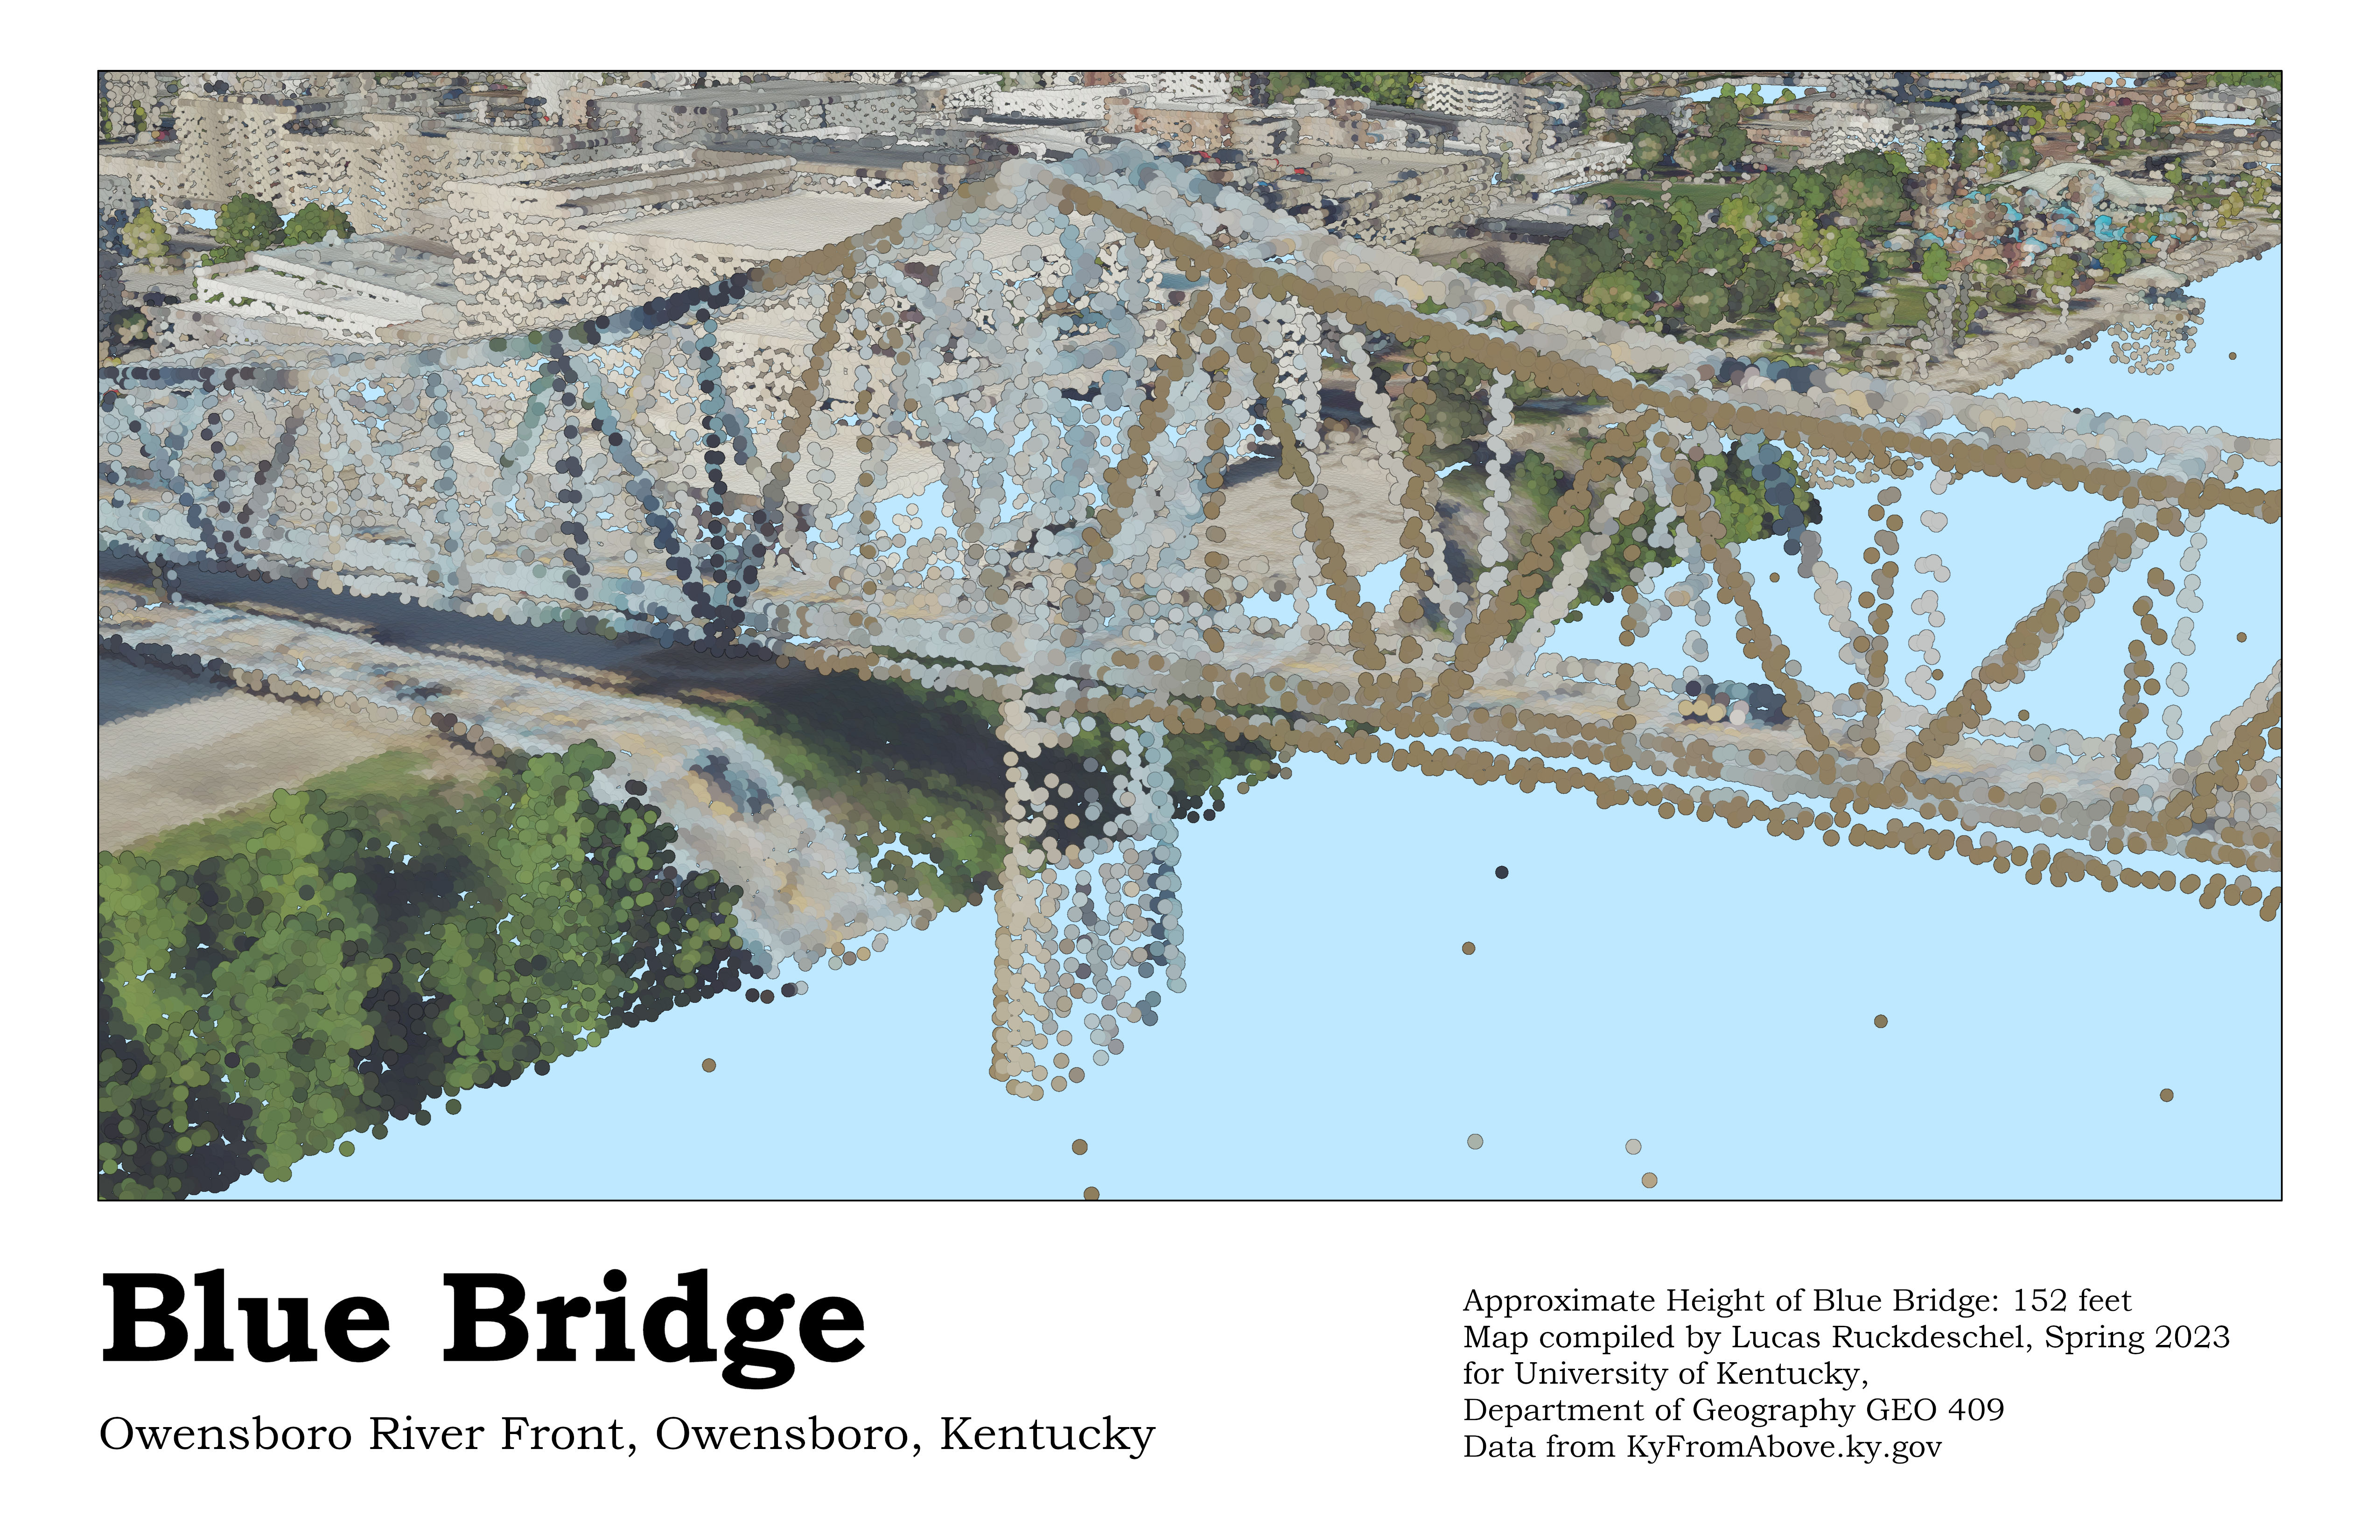 Blue Bridge
Owensboro River Front, Owensboro, Kentucky
Approximate Height of Blue Bridge: 152 feet
Map compiled by Lucas Ruckdeschel, Spring 2023
for University of Kentucky,
Department of Geography GEO 409
Data from KyFromAbove.ky.gov